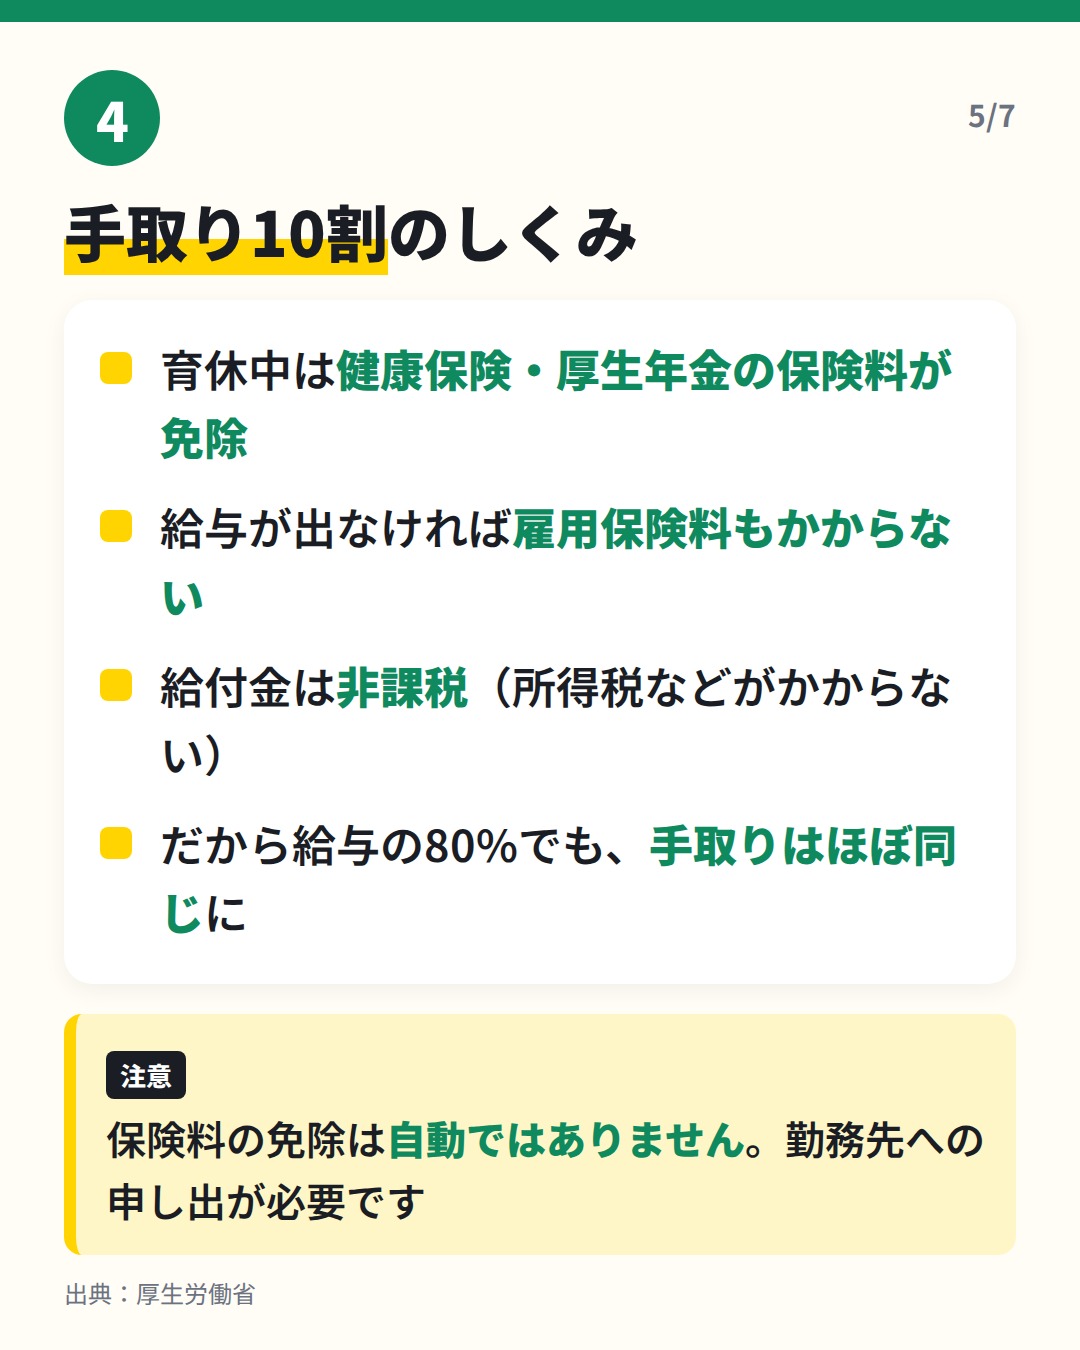 4
5/7
手取り10割のしくみ
育休中は健康保険・厚生年金の保険料が
免除
給与が出なければ雇用保険料もかからな
い
給付金は非課税（所得税などがかからな
い）
だから給与の80%でも、手取りはほぼ同
じに
注意
保険料の免除は自動ではありません。勤務先への
申し出が必要です
出典：厚生労働省